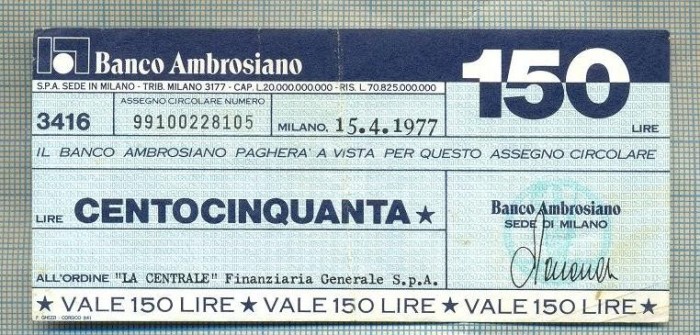 Banco Ambrosiano
150
S.P.A. SEDE IN MILANO - TRIB. MILANO 3177 - CAP. L.20.000.000.000 - RIS. L.70.825.000.000
ASSEGNO CIRCOLARE NUMERO
3416 99100228105 MILANO, 15.4.1977 LIRE
IL BANCO AMBROSIANO PAGHERA' A VISTA PER QUESTO ASSEGNO CIRCOLARE
LIRE CENTOCINQUANTA ★
Banco Ambrosiano
SEDE DI MILANO
ALL'ORDINE "LA CENTRALE" Finanziaria Generale S.p.A.
★ VALE 150 LIRE ★ VALE 150 LIRE ★ VALE 150 LIRE ★